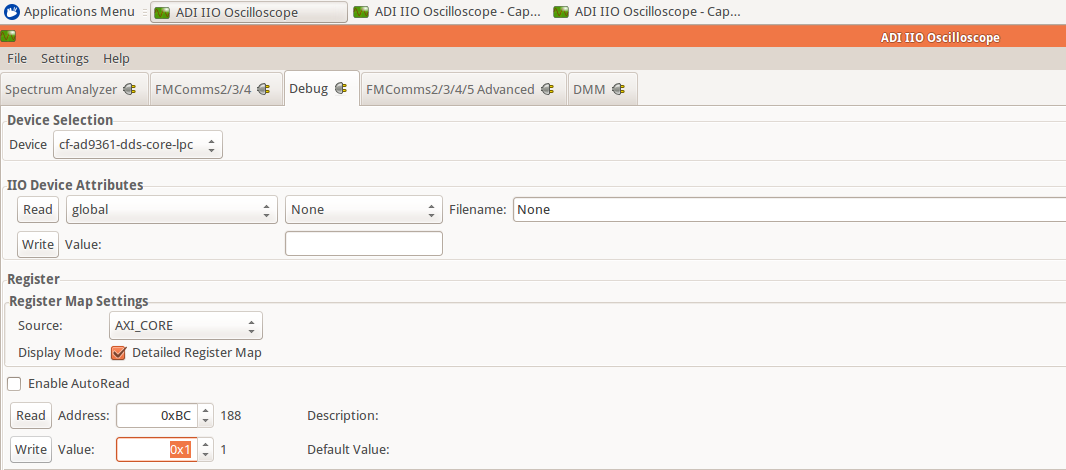 Applications Menu ADI IIO Oscilloscope ADI IIO Oscilloscope - Cap... ADI IIO Oscilloscope - Cap...
ADI IIO Oscilloscope
File Settings Help
Spectrum Analyzer FMComms2/3/4 Debug FMComms2/3/4/5 Advanced DMM
Device Selection
Device cf-ad9361-dds-core-lpc
IIO Device Attributes
Read global None Filename: None
Write Value:
Register
Register Map Settings
Source: AXI_CORE
Display Mode: Detailed Register Map
Enable AutoRead
Read Address: 0xBC 188 Description:
Write Value: 0x1 1 Default Value: